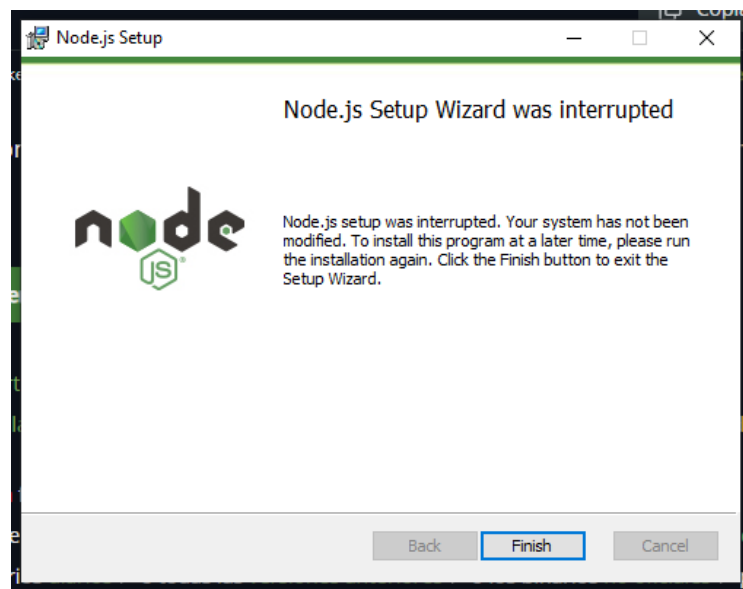 Copia
Node.js Setup
Node.js Setup Wizard was interrupted
node
JS
Node.js setup was interrupted. Your system has not been
modified. To install this program at a later time, please run
the installation again. Click the Finish button to exit the
Setup Wizard.
Back
Finish
Cancel